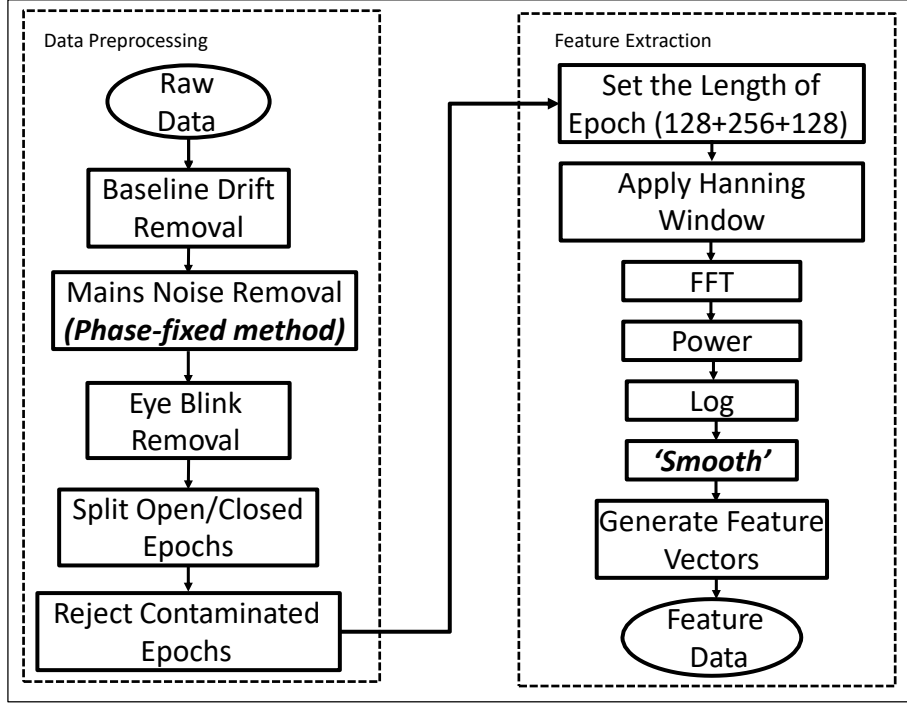 Data Preprocessing
Raw
Data
Baseline Drift
Removal
Mains Noise Removal
(Phase-fixed method)
Eye Blink
Removal
Split Open/Closed
Epochs
Reject Contaminated
Epochs
Feature Extraction
Set the Length of
Epoch (128+256+128)
Apply Hanning
Window
FFT
Power
Log
‘Smooth’
Generate Feature
Vectors
Feature
Data